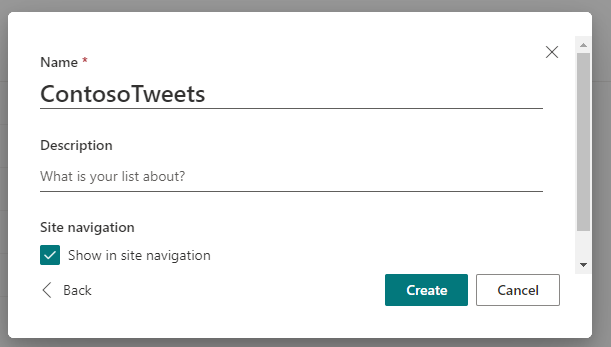 Name *
ContosoTweets
Description
What is your list about?
Site navigation
Show in site navigation
Back
Create
Cancel